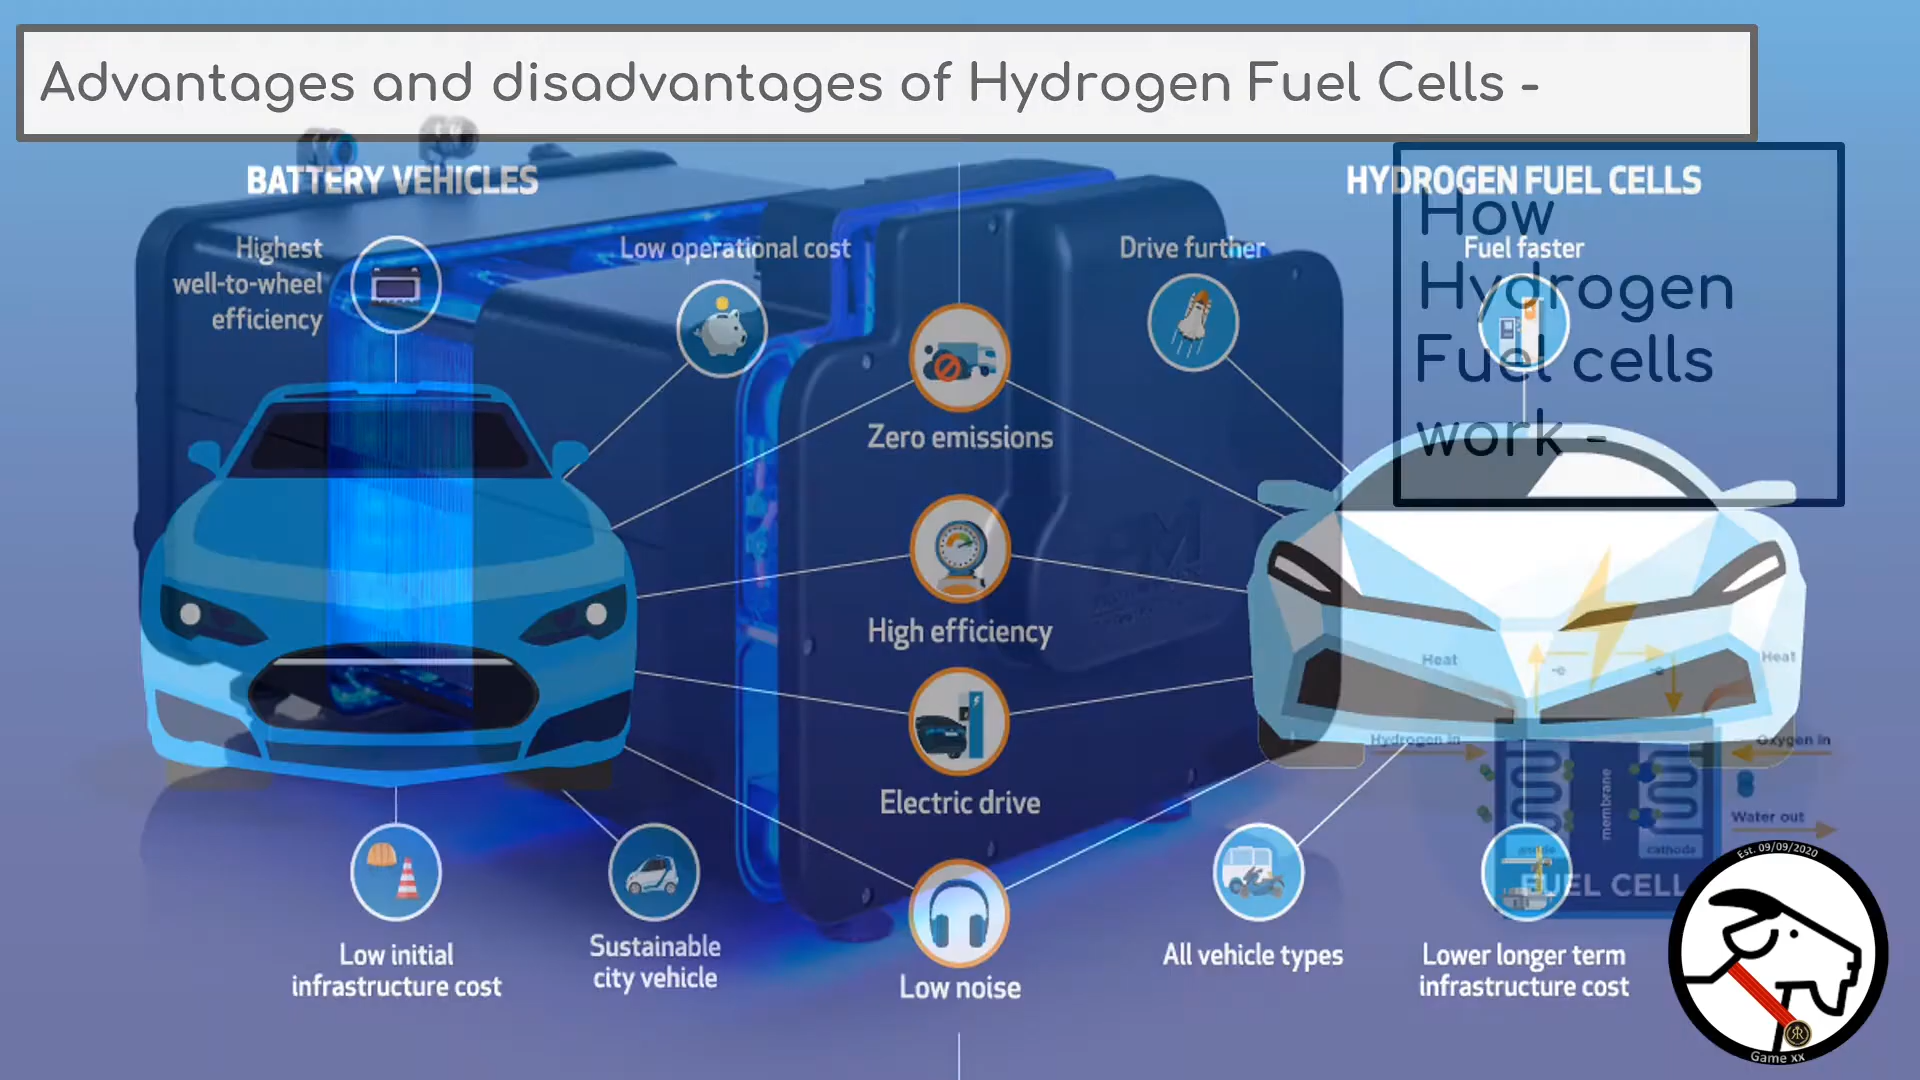 Advantages and disadvantages of Hydrogen Fuel Cells -
BATTERY VEHICLES
HYDROGEN FUEL CELLS
How
Hydrogen
Fuel cells
work -
Highest
well-to-wheel
efficiency
Low operational cost
Drive further
Fuel faster
Zero emissions
High efficiency
Electric drive
Low noise
Low initial
infrastructure cost
Sustainable
city vehicle
All vehicle types
Lower longer term
infrastructure cost
Heat
-e
-e
Heat
Hydrogen in
Oxygen in
membrane
Water out
anode
cathode
FUEL CELL
Est. 09/09/2020
Game xx